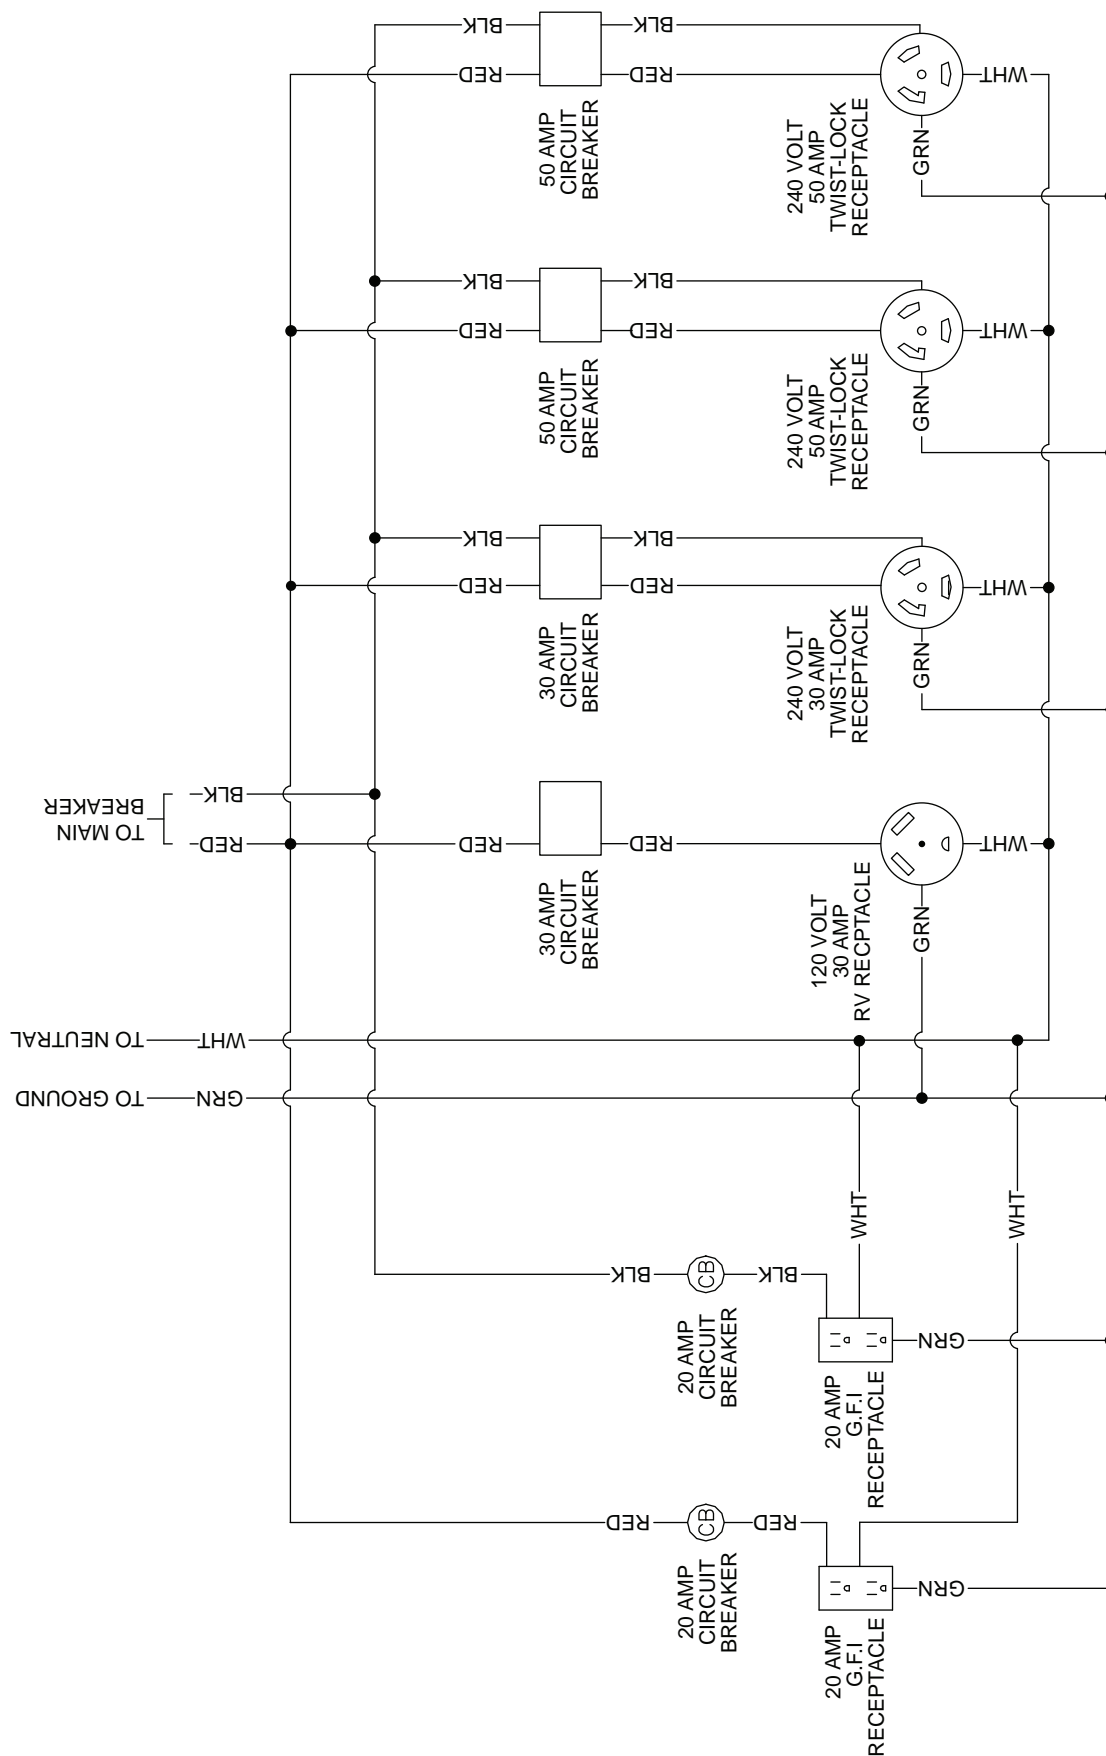 BLK
BLK
RED
RED
WHT
50 AMP
CIRCUIT
BREAKER
240 VOLT
50 AMP
TWIST-LOCK
RECEPTACLE
GRN
BLK
BLK
RED
RED
WHT
50 AMP
CIRCUIT
BREAKER
240 VOLT
50 AMP
TWIST-LOCK
RECEPTACLE
GRN
BLK
BLK
RED
RED
WHT
30 AMP
CIRCUIT
BREAKER
240 VOLT
30 AMP
TWIST-LOCK
RECEPTACLE
GRN
TO MAIN
BREAKER
BLK
RED
RED
RED
WHT
30 AMP
CIRCUIT
BREAKER
120 VOLT
30 AMP
RV RECPTACLE
GRN
TO NEUTRAL
WHT
TO GROUND
GRN
WHT
WHT
BLK
CB
BLK
20 AMP
CIRCUIT
BREAKER
GRN
20 AMP
G.F.I
RECEPTACLE
RED
CB
RED
20 AMP
CIRCUIT
BREAKER
GRN
20 AMP
G.F.I
RECEPTACLE